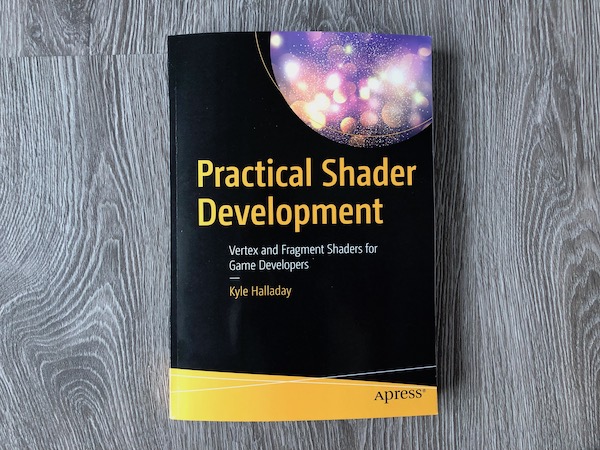 Practical Shader
Development
Vertex and Fragment Shaders for
Game Developers
Kyle Halladay
Apress®